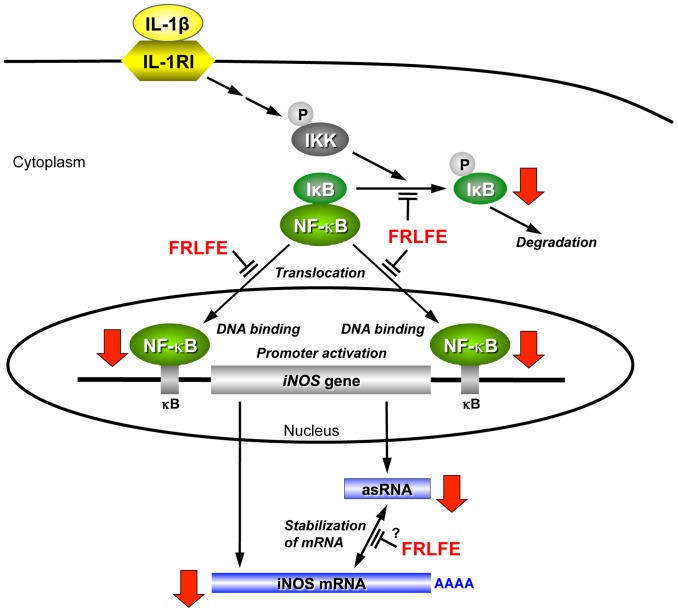 IL-1β
IL-1RI
P
IKK
Cytoplasm
P
IκB
IκB
NF-κB
FRLFE
FRLFE
Degradation
Translocation
DNA binding
DNA binding
NF-κB
NF-κB
Promoter activation
iNOS gene
κB
κB
Nucleus
asRNA
Stabilization
of mRNA
?
FRLFE
iNOS mRNA
AAAA